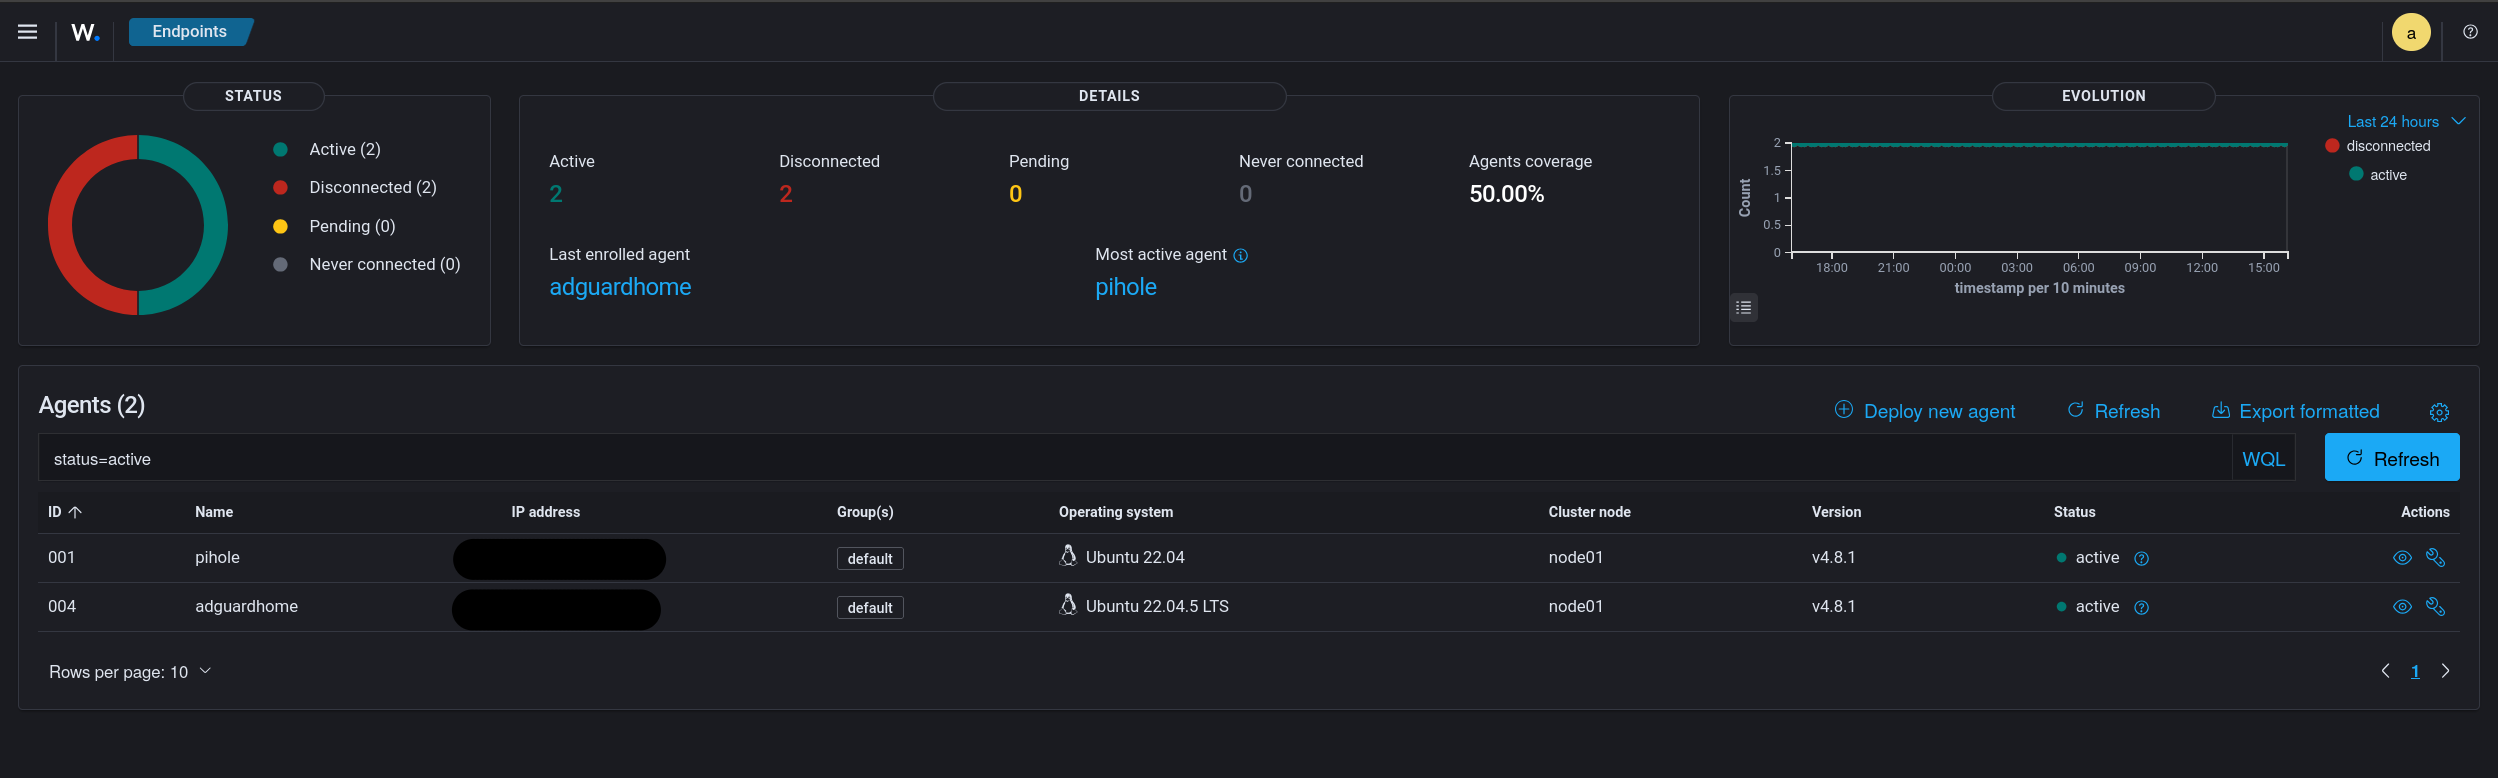 W. Endpoints a
STATUS
Active (2)
Disconnected (2)
Pending (0)
Never connected (0)
DETAILS
Active Disconnected Pending Never connected Agents coverage
2 2 0 0 50.00%
Last enrolled agent Most active agent
adguardhome pihole
EVOLUTION
Last 24 hours
disconnected
active
2
1.5
1
0.5
0
Count
18:00 21:00 00:00 03:00 06:00 09:00 12:00 15:00
timestamp per 10 minutes
Agents (2) Deploy new agent Refresh Export formatted
status=active WQL Refresh
ID Name IP address Group(s) Operating system Cluster node Version Status Actions
001 pihole default Ubuntu 22.04 node01 v4.8.1 active
004 adguardhome default Ubuntu 22.04.5 LTS node01 v4.8.1 active
Rows per page: 10 1